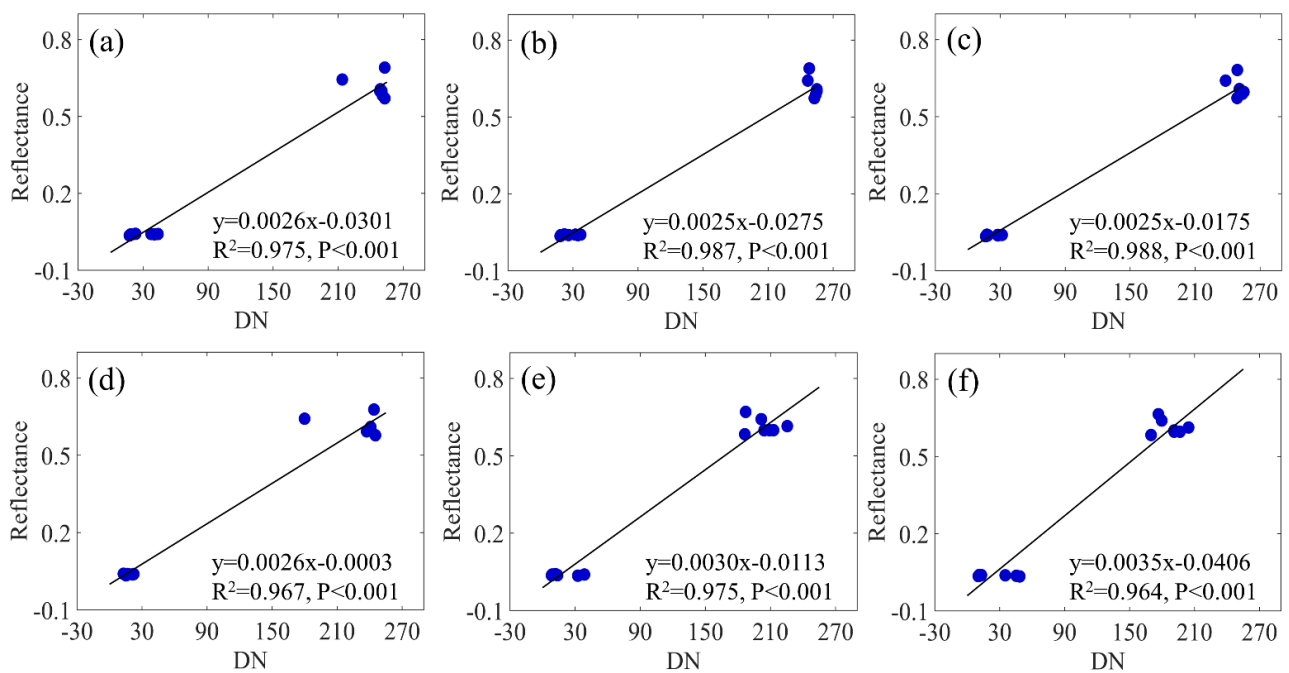 (a)
0.8
0.5
0.2
-0.1
Reflectance
y=0.0026x-0.0301
R²=0.975, P<0.001
-30 30 90 150 210 270
DN
(b)
0.8
0.5
0.2
-0.1
Reflectance
y=0.0025x-0.0275
R²=0.987, P<0.001
-30 30 90 150 210 270
DN
(c)
0.8
0.5
0.2
-0.1
Reflectance
y=0.0025x-0.0175
R²=0.988, P<0.001
-30 30 90 150 210 270
DN
(d)
0.8
0.5
0.2
-0.1
Reflectance
y=0.0026x-0.0003
R²=0.967, P<0.001
-30 30 90 150 210 270
DN
(e)
0.8
0.5
0.2
-0.1
Reflectance
y=0.0030x-0.0113
R²=0.975, P<0.001
-30 30 90 150 210 270
DN
(f)
0.8
0.5
0.2
-0.1
Reflectance
y=0.0035x-0.0406
R²=0.964, P<0.001
-30 30 90 150 210 270
DN